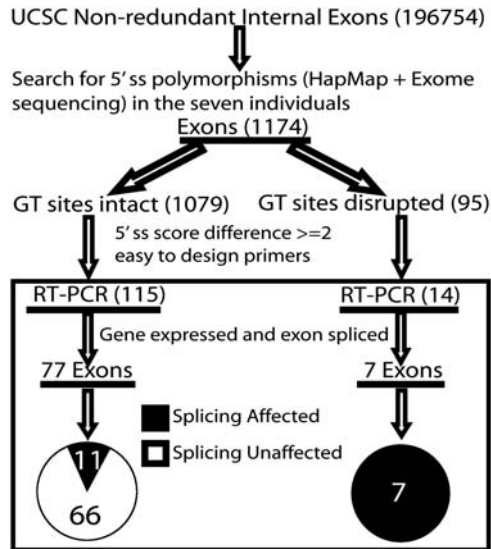 UCSC Non-redundant Internal Exons (196754)
Search for 5'ss polymorphisms (HapMap + Exome
sequencing) in the seven individuals
Exons (1174)
GT sites intact (1079)
GT sites disrupted (95)
5'ss score difference >=2
easy to design primers
RT-PCR (115)
RT-PCR (14)
Gene expressed and exon spliced
77 Exons
7 Exons
Splicing Affected
Splicing Unaffected
11
66
7